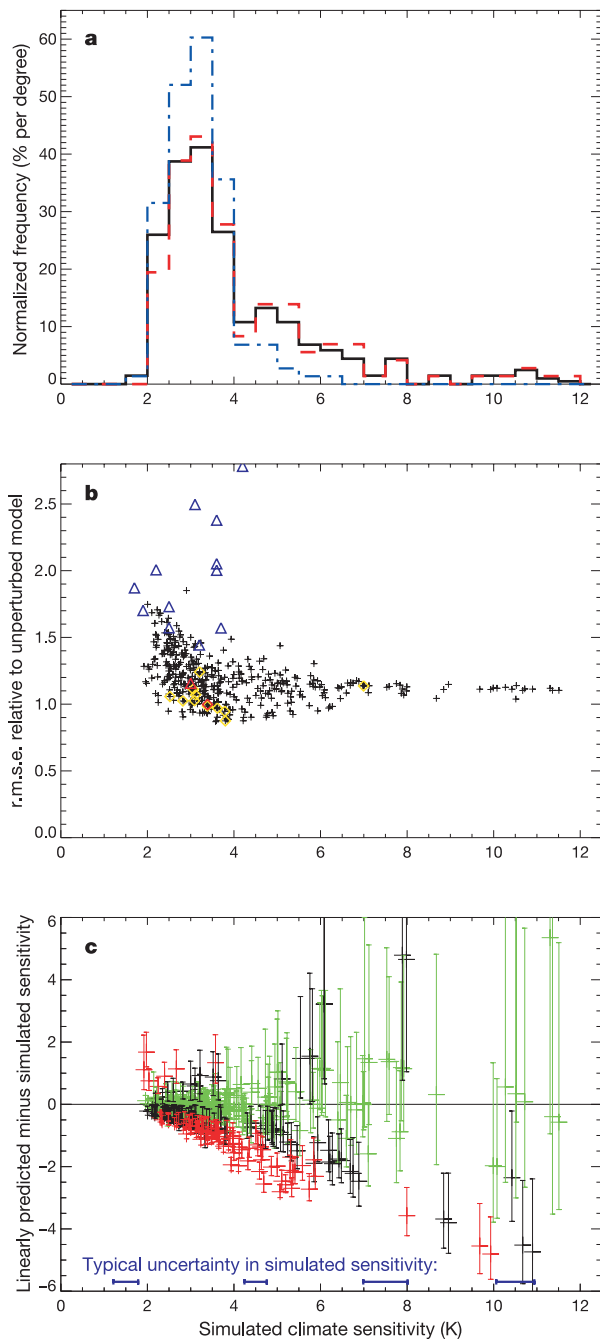 a
Normalized frequency (% per degree)
60
50
40
30
20
10
0
0 2 4 6 8 10 12
b
r.m.s.e. relative to unperturbed model
2.5
2.0
1.5
1.0
0.5
0.0
0 2 4 6 8 10 12
c
Linearly predicted minus simulated sensitivity
6
4
2
0
−2
−4
−6
Typical uncertainty in simulated sensitivity:
0 2 4 6 8 10 12
Simulated climate sensitivity (K)